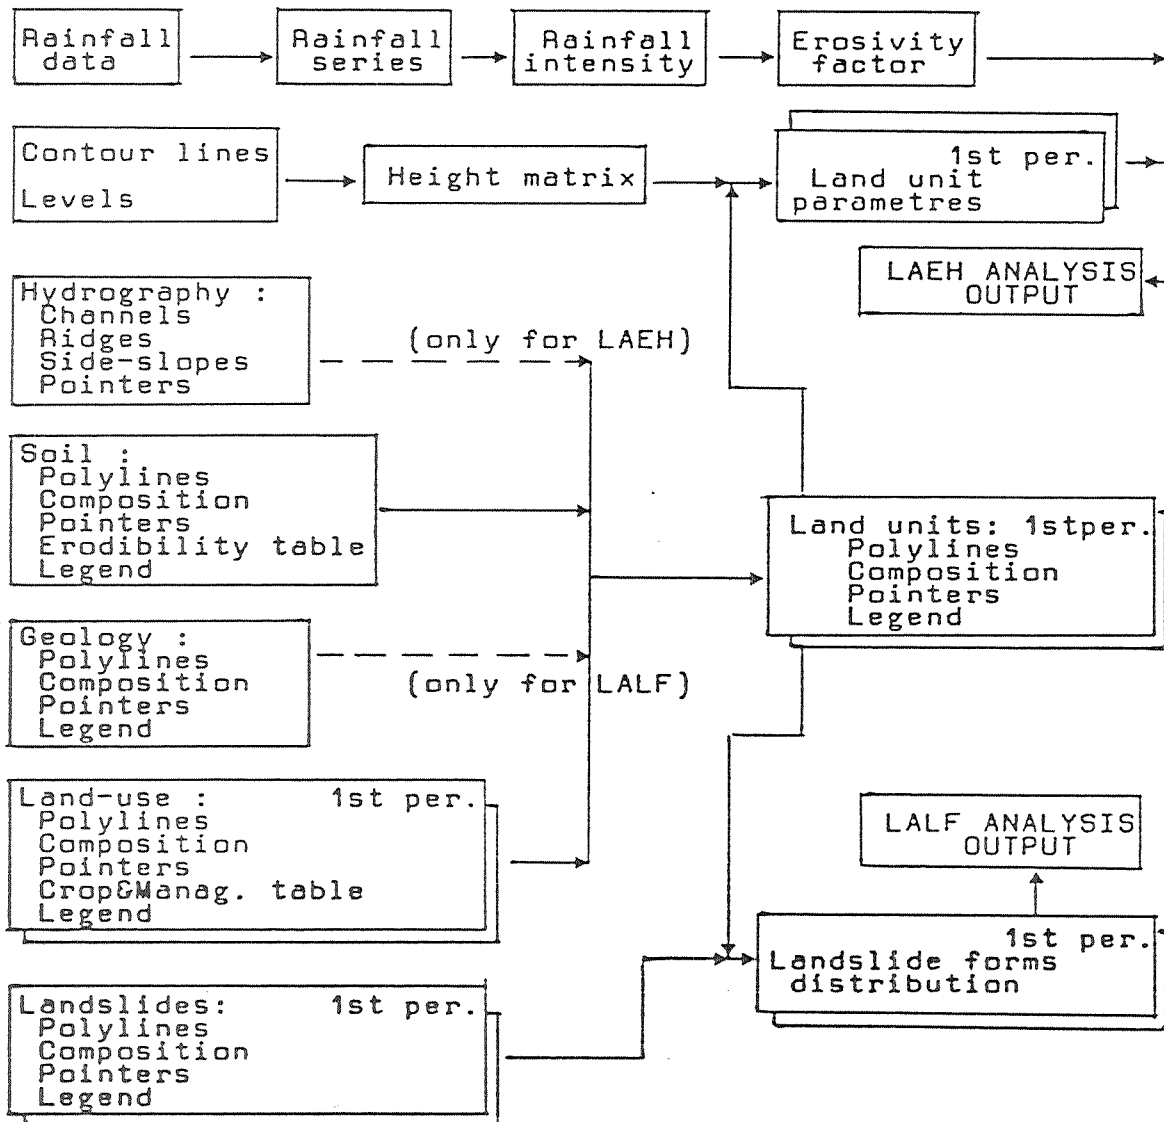 Rainfall
data
Rainfall
series
Rainfall
intensity
Erosivity
factor
Contour lines
Levels
Height matrix
1st per.
Land unit
parametres
LAEH ANALYSIS
OUTPUT
Hydrography :
Channels
Ridges
Side-slopes
Pointers
(only for LAEH)
Soil :
Polylines
Composition
Pointers
Erodibility table
Legend
Land units: 1stper.
Polylines
Composition
Pointers
Legend
Geology :
Polylines
Composition
Pointers
Legend
(only for LALF)
Land-use : 1st per.
Polylines
Composition
Pointers
Crop&Manag. table
Legend
LALF ANALYSIS
OUTPUT
1st per.
Landslide forms
distribution
Landslides: 1st per.
Polylines
Composition
Pointers
Legend